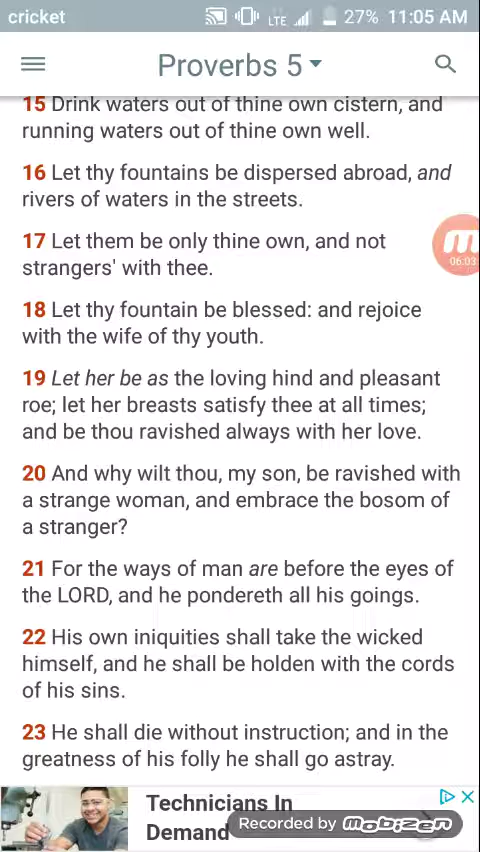 cricket LTE 27% 11:05 AM
Proverbs 5
15 Drink waters out of thine own cistern, and
running waters out of thine own well.
16 Let thy fountains be dispersed abroad, and
rivers of waters in the streets.
17 Let them be only thine own, and not
strangers' with thee.
06:03
18 Let thy fountain be blessed: and rejoice
with the wife of thy youth.
19 Let her be as the loving hind and pleasant
roe; let her breasts satisfy thee at all times;
and be thou ravished always with her love.
20 And why wilt thou, my son, be ravished with
a strange woman, and embrace the bosom of
a stranger?
21 For the ways of man are before the eyes of
the LORD, and he pondereth all his goings.
22 His own iniquities shall take the wicked
himself, and he shall be holden with the cords
of his sins.
23 He shall die without instruction; and in the
greatness of his folly he shall go astray.
Technicians In
Demand
Recorded by mobizen